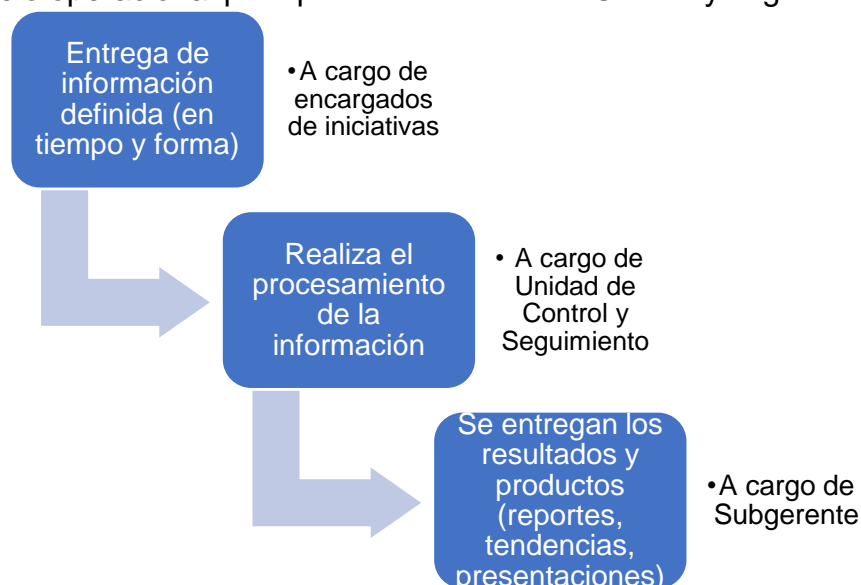 Entrega de
información
definida (en
tiempo y forma)
•A cargo de
encargados
de iniciativas
Realiza el
procesamiento
de la
información
• A cargo de
Unidad de
Control y
Seguimiento
Se entregan los
resultados y
productos
(reportes,
tendencias,
presentaciones)
•A cargo de
Subgerente